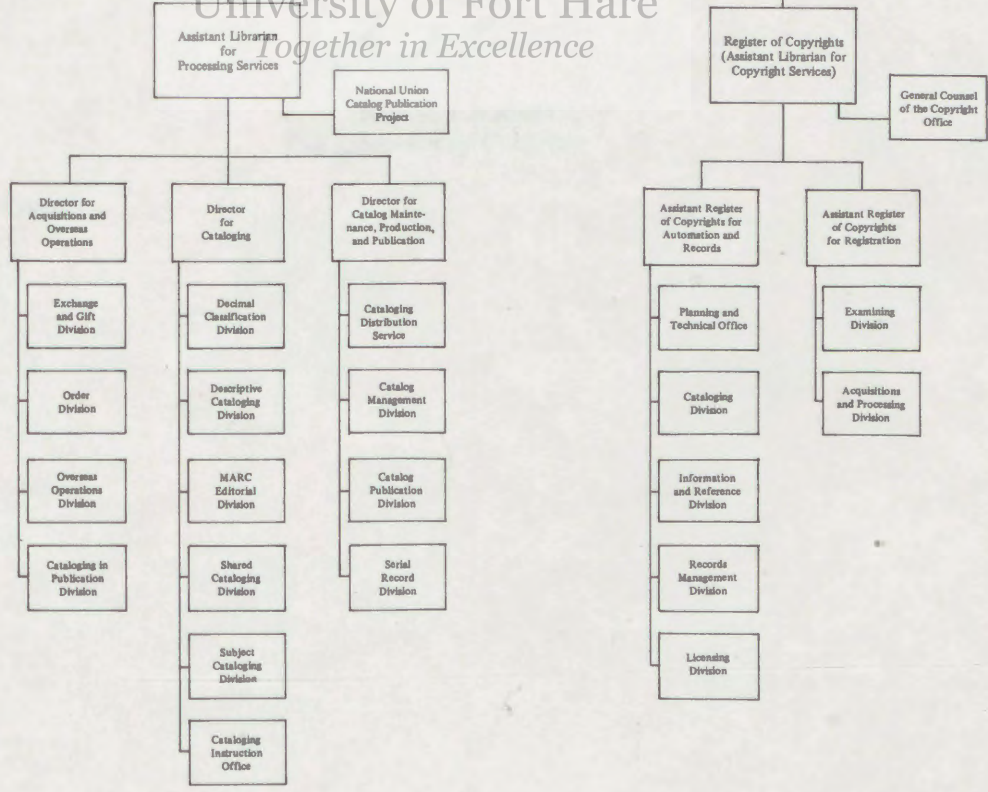 University of Fort Hare
Together in Excellence
Assistant Librarian
for
Processing Services
National Union
Catalog Publication
Project
Director for
Acquisitions and
Overseas
Operations
Exchange
and Gift
Division
Order
Division
Overseas
Operations
Division
Cataloging in
Publication
Division
Director
for
Cataloging
Decimal
Classification
Division
Descriptive
Cataloging
Division
MARC
Editorial
Division
Shared
Cataloging
Division
Subject
Cataloging
Division
Cataloging
Instruction
Office
Director for
Catalog Mainte-
nance, Production,
and Publication
Cataloging
Distribution
Service
Catalog
Management
Division
Catalog
Publication
Division
Serial
Record
Division
Register of Copyrights
(Assistant Librarian for
Copyright Services)
General Counsel
of the Copyright
Office
Assistant Register
of Copyrights for
Automation and
Records
Planning and
Technical Office
Cataloging
Division
Information
and Reference
Division
Records
Management
Division
Licensing
Division
Assistant Register
of Copyrights
for Registration
Examining
Division
Acquisitions
and Processing
Division